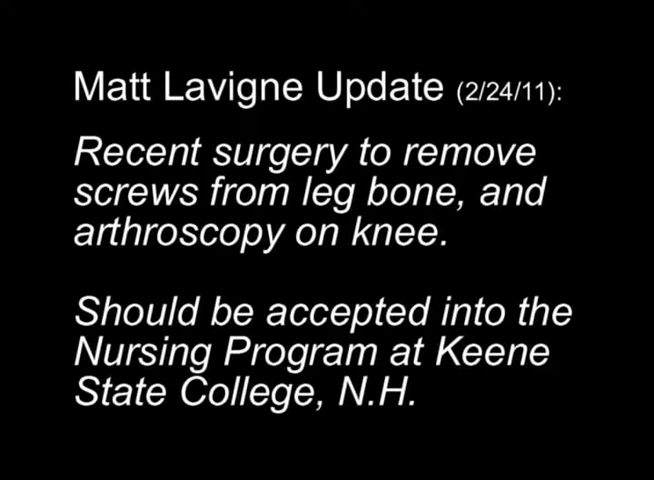 Matt Lavigne Update (2/24/11):
Recent surgery to remove
screws from leg bone, and
arthroscopy on knee.
Should be accepted into the
Nursing Program at Keene
State College, N.H.